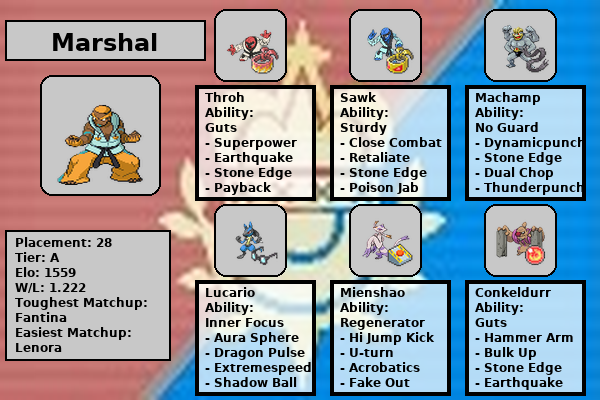 Marshal
Throh
Ability:
Guts
- Superpower
- Earthquake
- Stone Edge
- Payback
Sawk
Ability:
Sturdy
- Close Combat
- Retaliate
- Stone Edge
- Poison Jab
Machamp
Ability:
No Guard
- Dynamicpunch
- Stone Edge
- Dual Chop
- Thunderpunch
Placement: 28
Tier: A
Elo: 1559
W/L: 1.222
Toughest Matchup:
Fantina
Easiest Matchup:
Lenora
Lucario
Ability:
Inner Focus
- Aura Sphere
- Dragon Pulse
- Extremespeed
- Shadow Ball
Mienshao
Ability:
Regenerator
- Hi Jump Kick
- U-turn
- Acrobatics
- Fake Out
Conkeldurr
Ability:
Guts
- Hammer Arm
- Bulk Up
- Stone Edge
- Earthquake